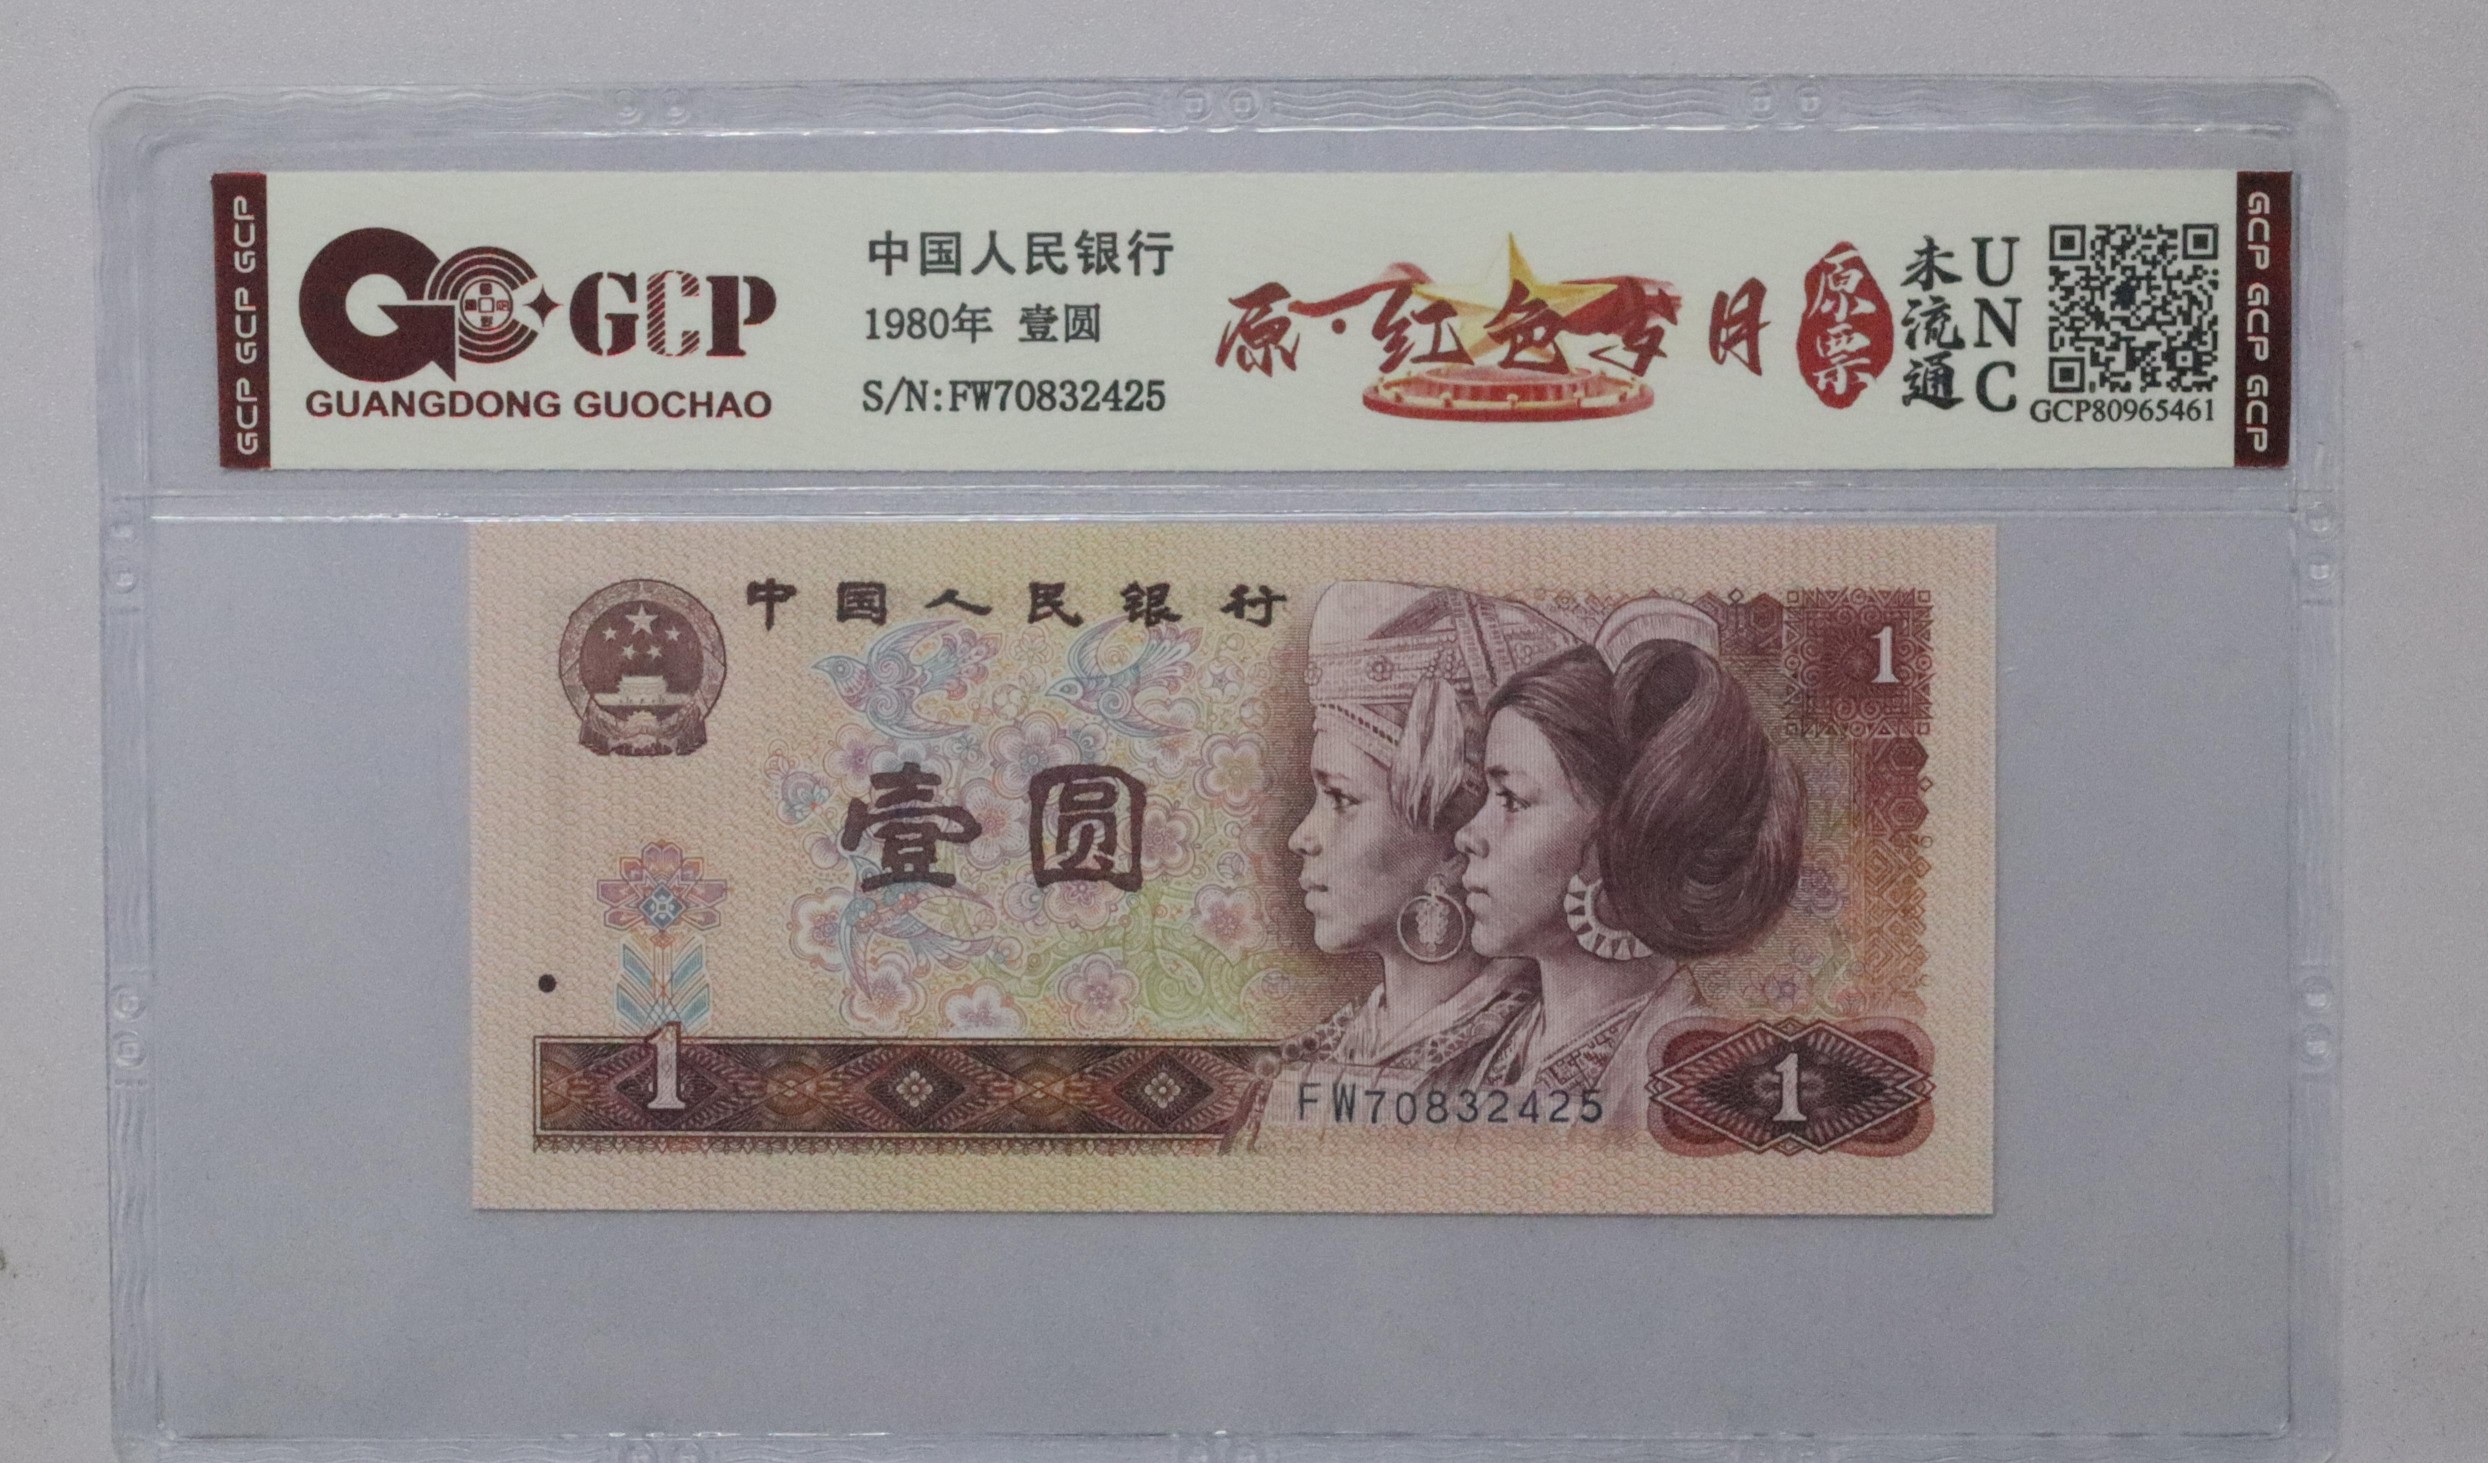 GCP GCP GCP
GCP
GUANGDONG GUOCHAO
中国人民银行
1980年 壹圆
S/N:FW70832425
原·红色岁月
原票
未流通
UNC
GCP80965461
GCP GCP GCP
中国人民银行
1
壹圆
1
FW70832425
1